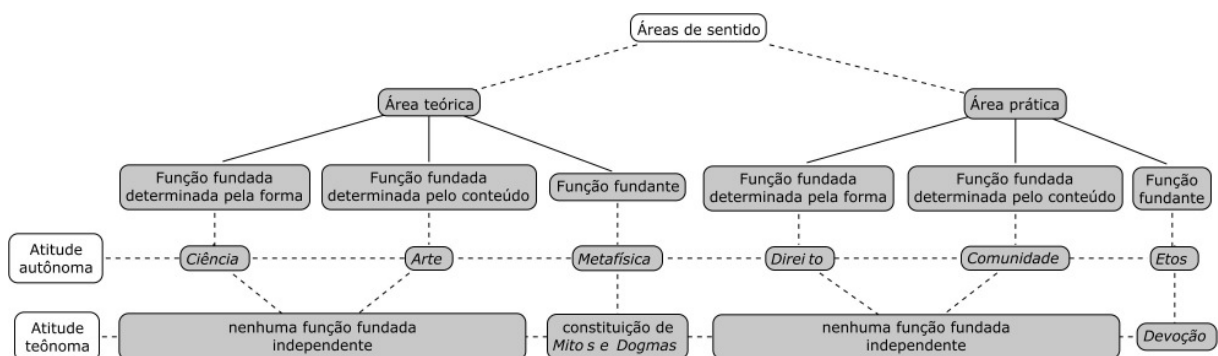 Áreas de sentido
Área teórica
Área prática
Função fundada
determinada pela forma
Função fundada
determinada pelo conteúdo
Função fundante
Função fundada
determinada pela forma
Função fundada
determinada pelo conteúdo
Função
fundante
Atitude
autônoma
Ciência
Arte
Metafísica
Direi to
Comunidade
Etos
Atitude
teônoma
nenhuma função fundada
independente
constituição de
Mito s e Dogmas
nenhuma função fundada
independente
Devoção